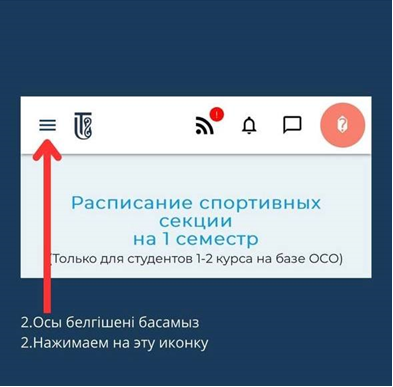 Расписание спортивных
секции
на 1 семестр
(Только для студентов 1-2 курса на базе ОСО)
2.Осы белгішені басамыз
2.Нажимаем на эту иконку